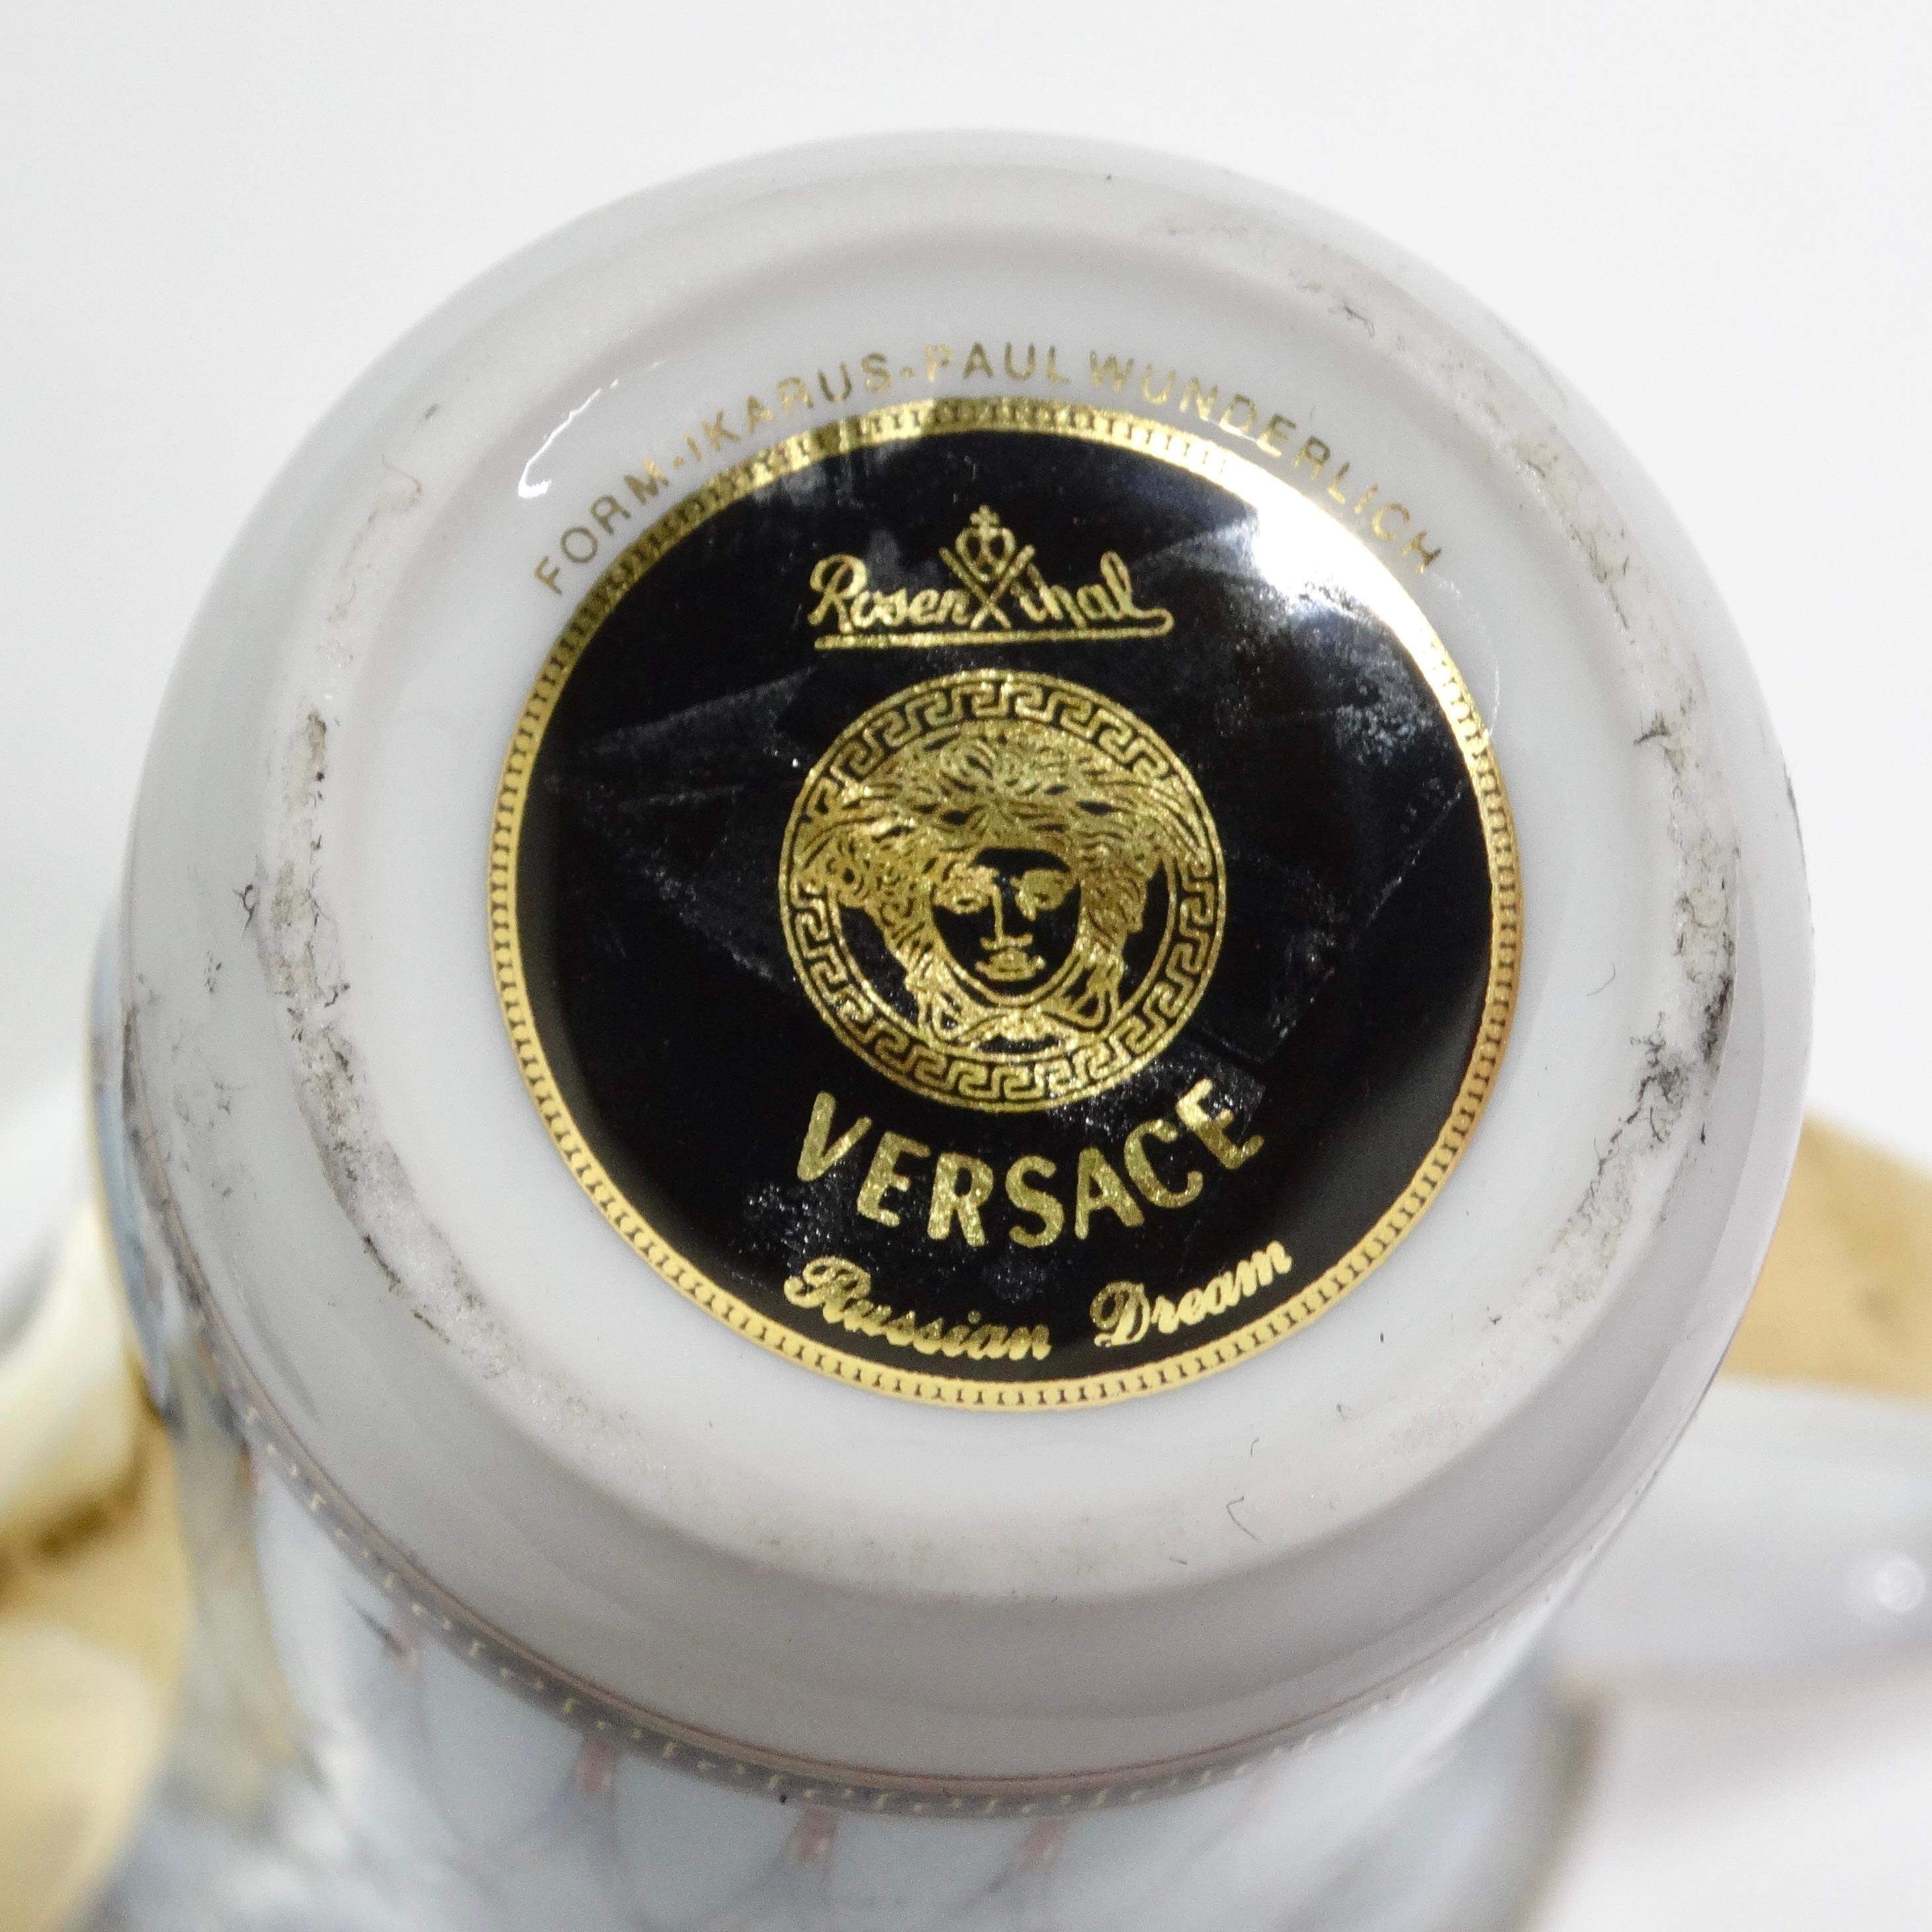 FORM-IKARUS-PAUL WUNDERLICH
Rosenthal
VERSACE
Russian Dream